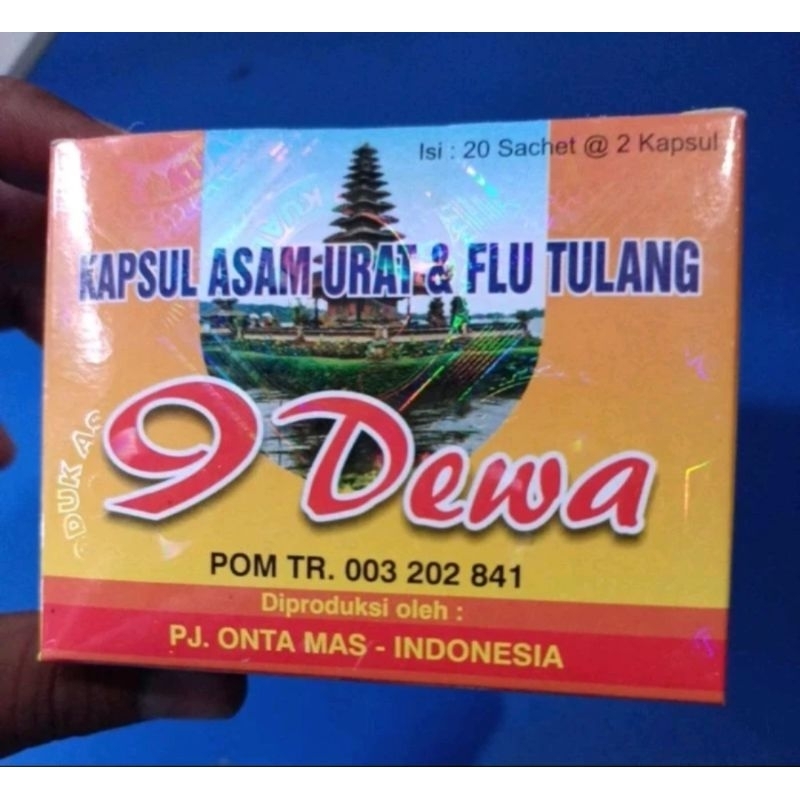 Isi : 20 Sachet @ 2 Kapsul
KAPSUL ASAM URAT & FLU TULANG
9 Dewa
POM TR. 003 202 841
Diproduksi oleh :
PJ. ONTA MAS - INDONESIA